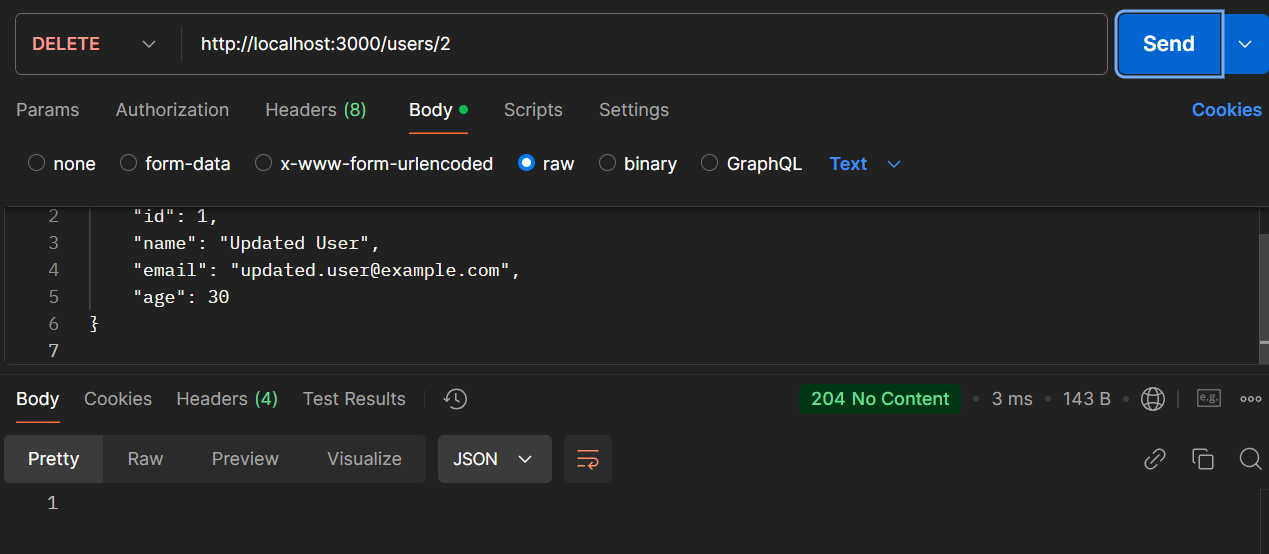 DELETE http://localhost:3000/users/2 Send
Params Authorization Headers (8) Body Scripts Settings Cookies
none form-data x-www-form-urlencoded raw binary GraphQL Text
2 "id": 1,
3 "name": "Updated User",
4 "email": "updated.user@example.com",
5 "age": 30
6 }
7
Body Cookies Headers (4) Test Results 204 No Content 3 ms 143 B e.g.
Pretty Raw Preview Visualize JSON
1